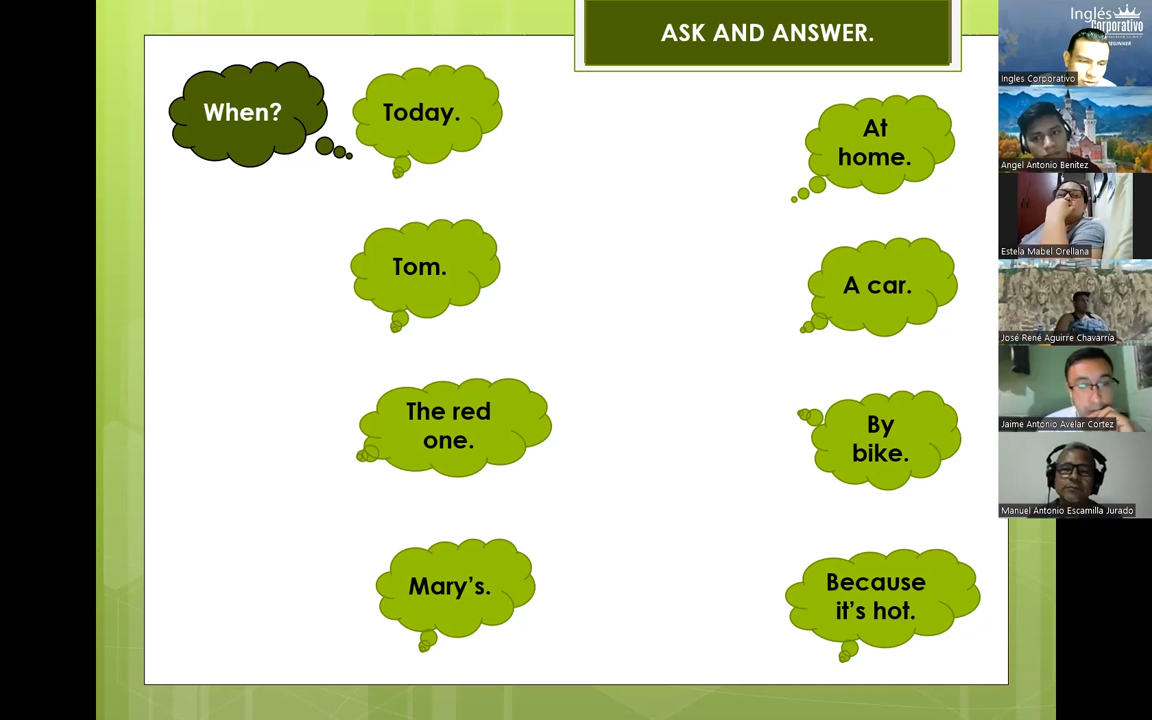 ASK AND ANSWER.
When?
Today.
At
home.
Tom.
A car.
The red
one.
By
bike.
Mary's.
Because
it's hot.
Inglés
Corporativo
BEGINNER
Ingles Corporativo
Angel Antonio Benitez
Estela Mabel Orellana
José René Aguirre Chavarría
Jaime Antonio Avelar Cortez
Manuel Antonio Escamilla Jurado